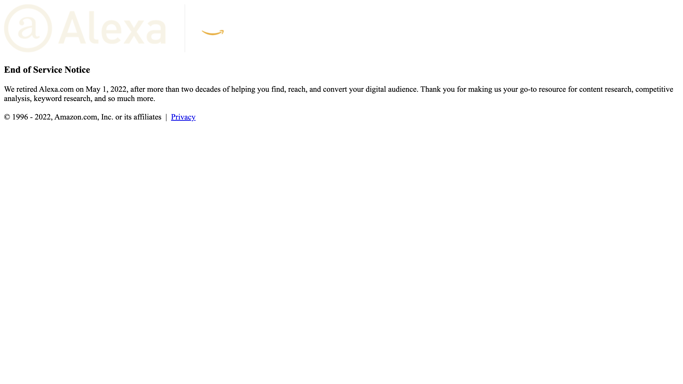 a Alexa
End of Service Notice
We retired Alexa.com on May 1, 2022, after more than two decades of helping you find, reach, and convert your digital audience. Thank you for making us your go-to resource for content research, competitive
analysis, keyword research, and so much more.
© 1996 - 2022, Amazon.com, Inc. or its affiliates | Privacy